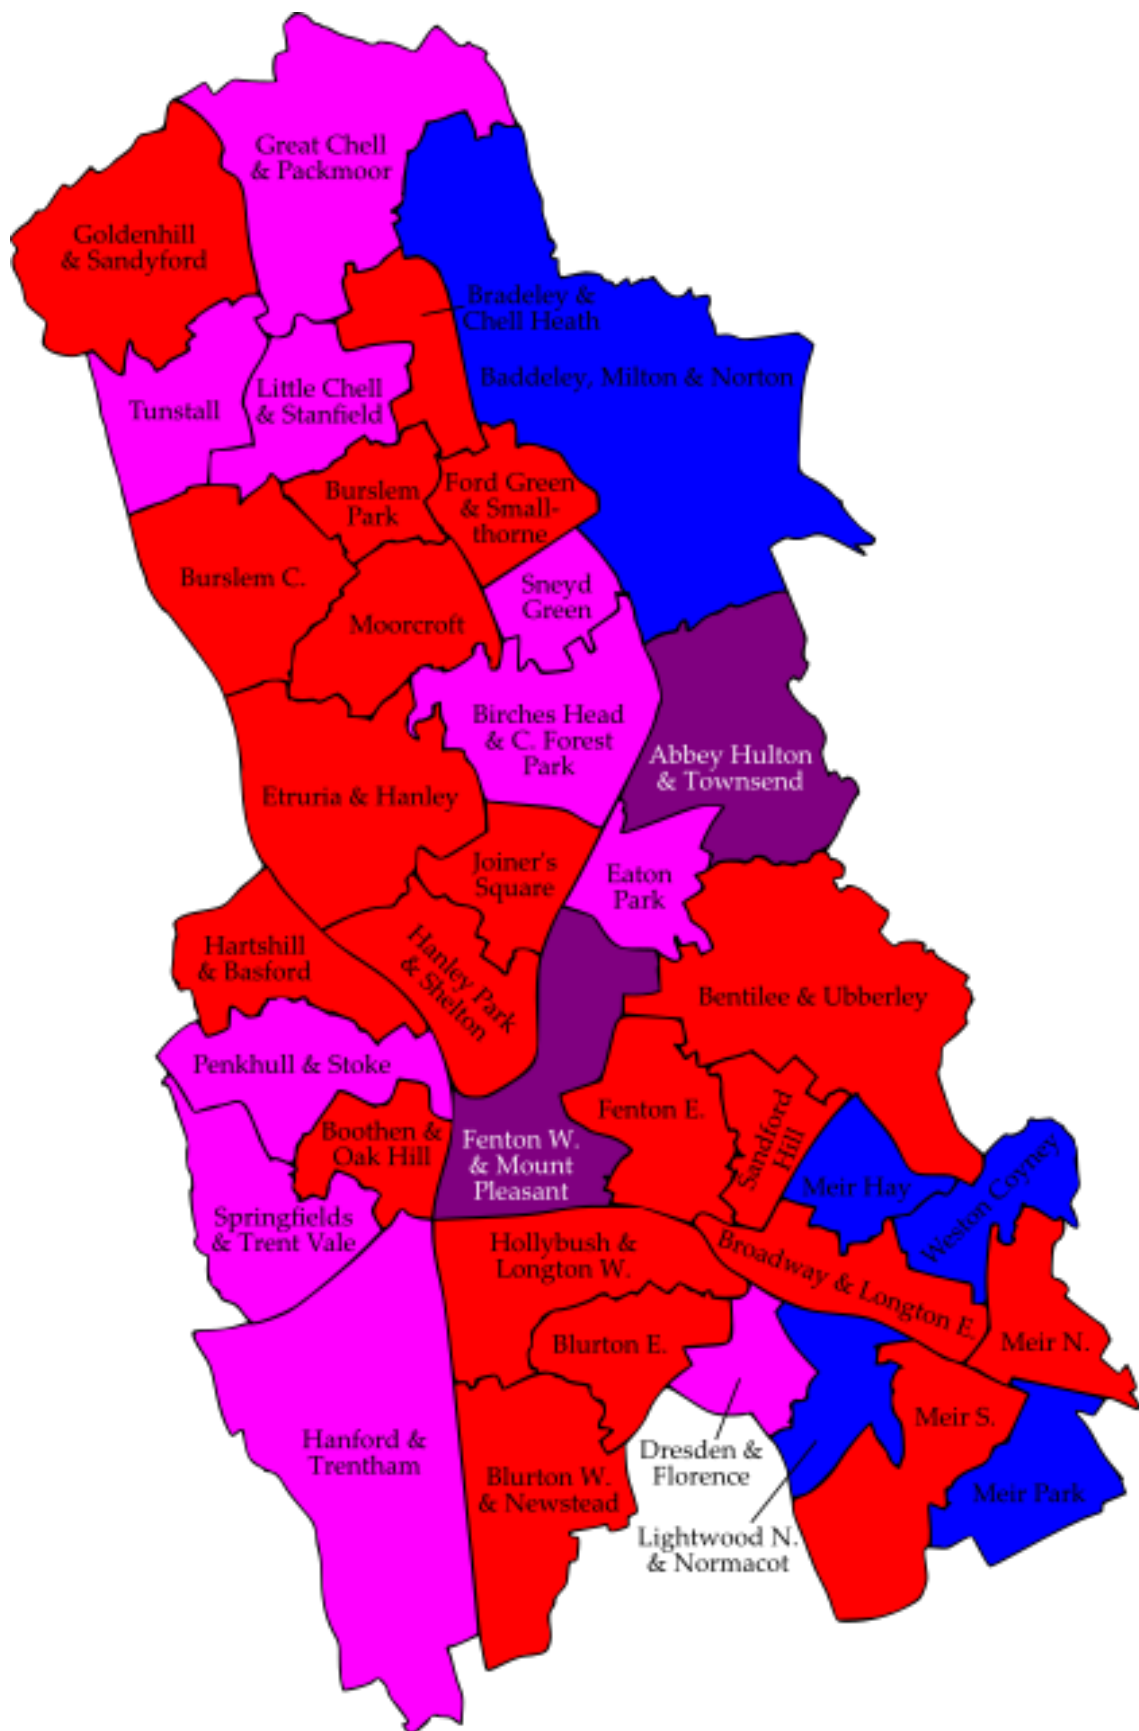 Great Chell
& Packmoor
Goldenhill
& Sandyford
Bradeley &
Chell Heath
Baddeley, Milton & Norton
Little Chell
& Stanfield
Tunstall
Burslem
Park
Ford Green
& Small-
thorne
Burslem C.
Sneyd
Green
Moorcroft
Birches Head
& C. Forest
Park
Abbey Hulton
& Townsend
Etruria & Hanley
Joiner's
Square
Eaton
Park
Hartshill
& Basford
Hanley Park
& Shelton
Bentilee & Ubberley
Penkhull & Stoke
Fenton E.
Sandford
Hill
Boothen &
Oak Hill
Fenton W.
& Mount
Pleasant
Meir Hay
Weston Coyney
Springfields
& Trent Vale
Hollybush &
Longton W.
Broadway & Longton E.
Blurton E.
Meir N.
Meir S.
Hanford &
Trentham
Dresden &
Florence
Blurton W.
& Newstead
Meir Park
Lightwood N.
& Normacot